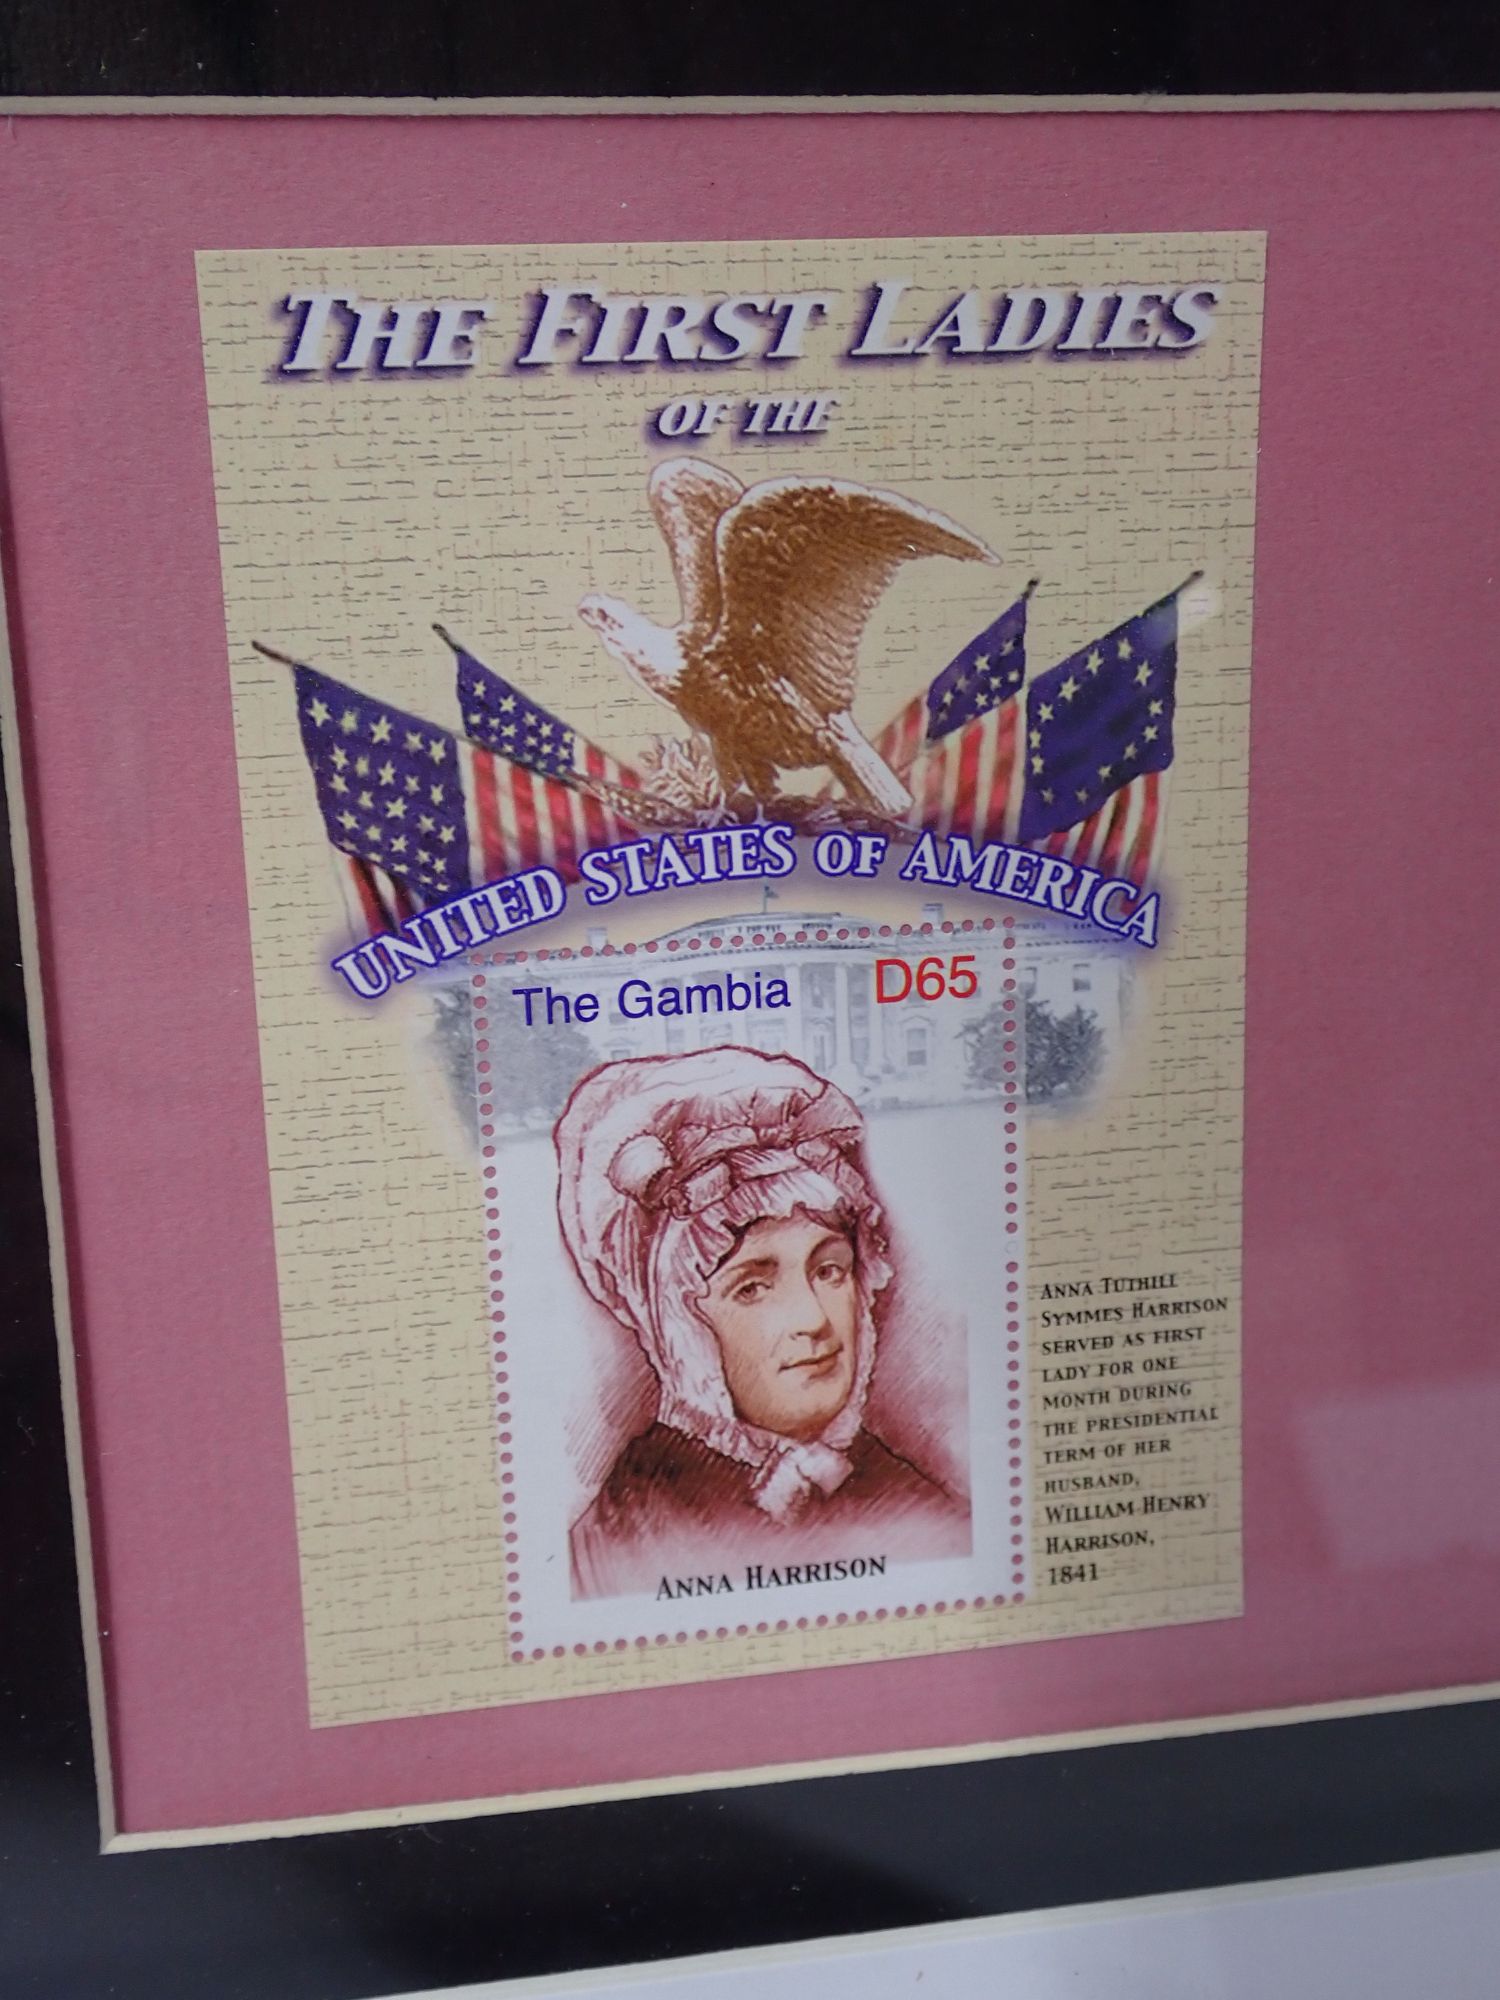 THE FIRST LADIES
OF THE
UNITED STATES OF AMERICA
The Gambia D65
ANNA HARRISON
ANNA TUTHILL
SYMMES HARRISON
SERVED AS FIRST
LADY FOR ONE
MONTH DURING
THE PRESIDENTIAL
TERM OF HER
HUSBAND,
WILLIAM HENRY
HARRISON,
1841